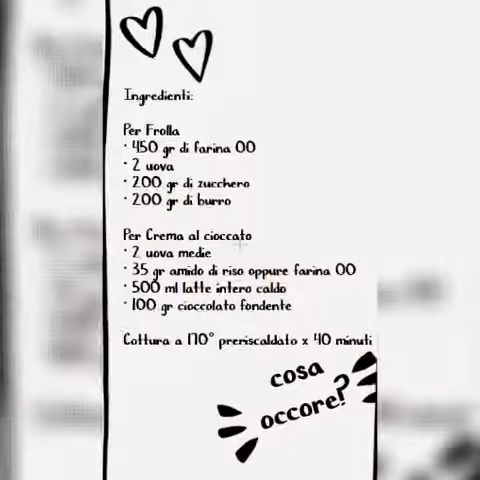 Ingredienti:
Per Frolla
• 450 gr di farina 00
• 2 uova
• 200 gr di zucchero
• 200 gr di burro
Per Crema al cioccato
• 2 uova medie
• 35 gr amido di riso oppure farina 00
• 500 ml latte intero caldo
• 100 gr cioccolato fondente
Cottura a 170° preriscaldato x 40 minuti
cosa
occore?